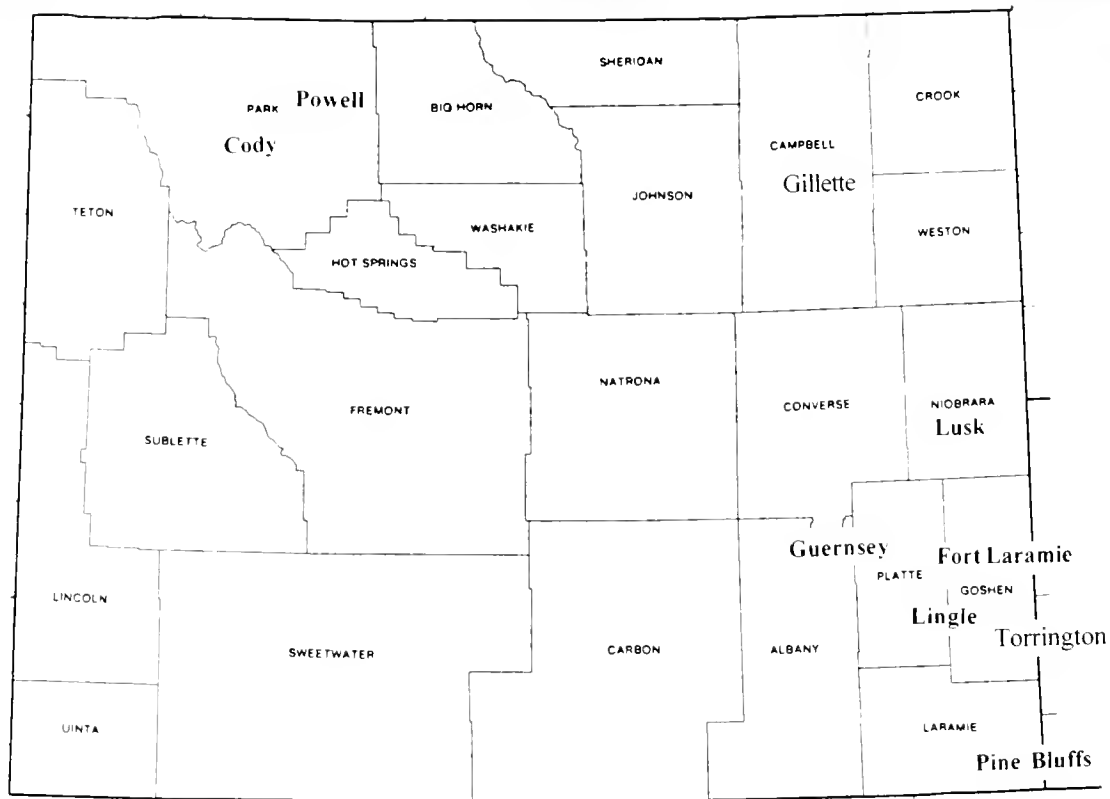 SHERIDAN
PARK
Powell
BIG HORN
CROOK
Cody
CAMPBELL
Gillette
JOHNSON
TETON
WASHAKIE
WESTON
HOT SPRINGS
NATRONA
FREMONT
CONVERSE
NIOBRARA
Lusk
SUBLETTE
Guernsey
Fort Laramie
PLATTE
GOSHEN
LINCOLN
Lingle
Torrington
SWEETWATER
CARBON
ALBANY
UINTA
LARAMIE
Pine Bluffs